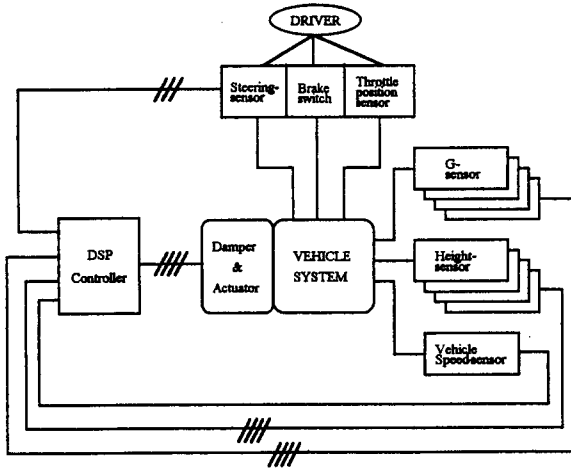 DRIVER
Steering-
sensor
Brake
switch
Throttle
position
sensor
G-
sensor
DSP
Controller
Damper
&
Actuator
VEHICLE
SYSTEM
Height-
sensor
Vehicle
Speed-sensor